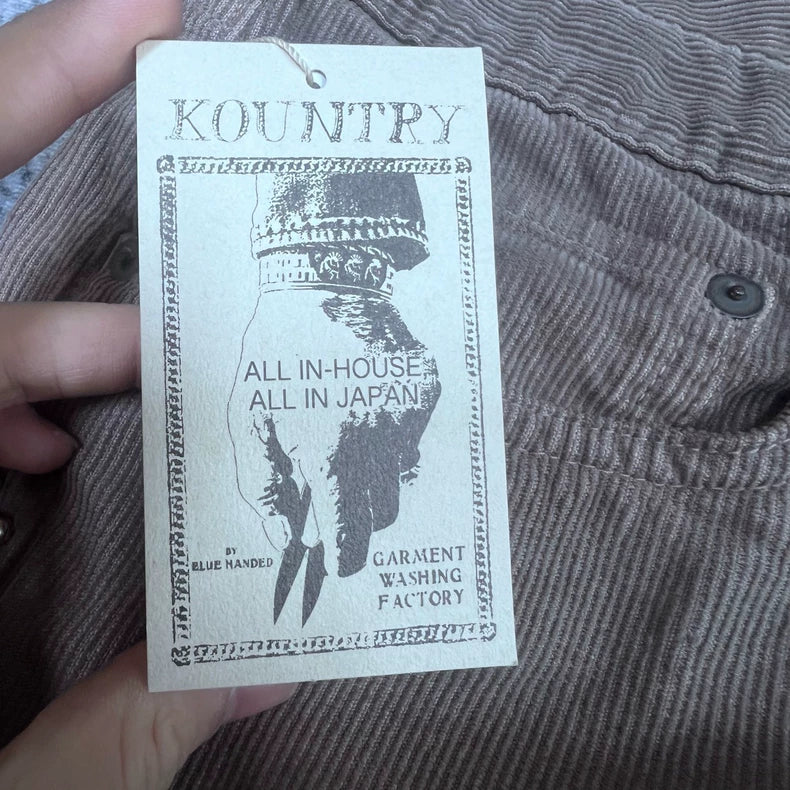 KOUNTRY
ALL IN-HOUSE
ALL IN JAPAN
BY
BLUE HANDED
GARMENT
WASHING
FACTORY